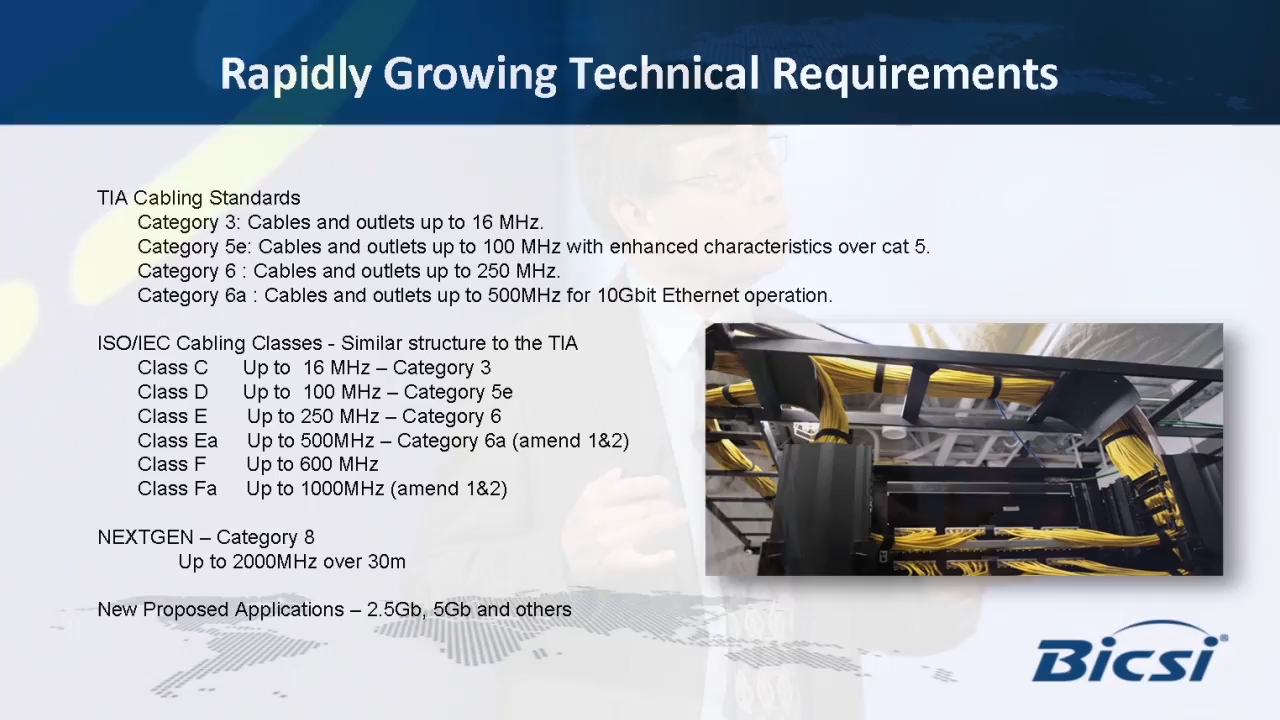 Rapidly Growing Technical Requirements
TIA Cabling Standards
Category 3: Cables and outlets up to 16 MHz.
Category 5e: Cables and outlets up to 100 MHz with enhanced characteristics over cat 5.
Category 6 : Cables and outlets up to 250 MHz.
Category 6a : Cables and outlets up to 500MHz for 10Gbit Ethernet operation.
ISO/IEC Cabling Classes - Similar structure to the TIA
Class C Up to 16 MHz – Category 3
Class D Up to 100 MHz – Category 5e
Class E Up to 250 MHz – Category 6
Class Ea Up to 500MHz – Category 6a (amend 1&2)
Class F Up to 600 MHz
Class Fa Up to 1000MHz (amend 1&2)
NEXTGEN – Category 8
Up to 2000MHz over 30m
New Proposed Applications – 2.5Gb, 5Gb and others
Bicsi®